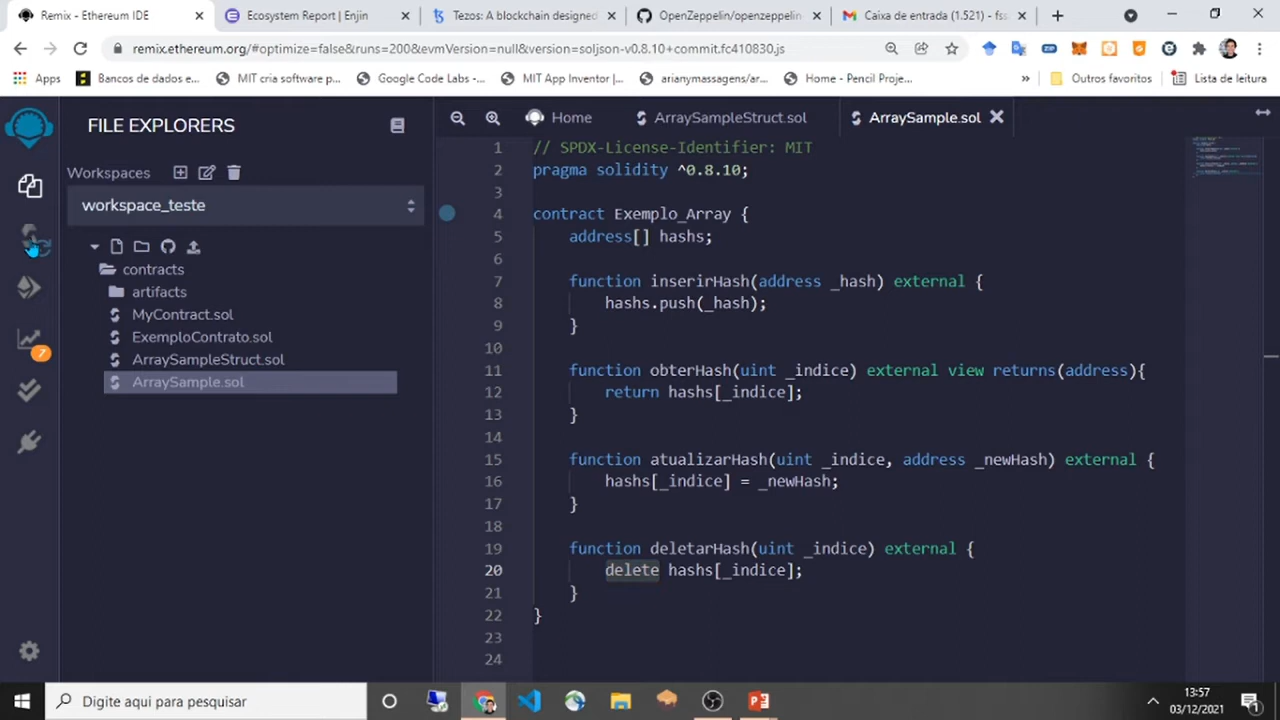 Remix - Ethereum IDE
Ecosystem Report | Enjin
Tezos: A blockchain designed
OpenZeppelin/openzeppelin-
Caixa de entrada (1.521) - fss
remix.ethereum.org/#optimize=false&runs=200&evmVersion=null&version=soljson-v0.8.10+commit.fc410830.js
Apps
Bancos de dados e...
MIT cria software p...
Google Code Labs -...
MIT App Inventor |...
arianymassagens/ar...
Home - Pencil Proje...
»
Outros favoritos
Lista de leitura
FILE EXPLORERS
Workspaces
workspace_teste
contracts
artifacts
MyContract.sol
ExemploContrato.sol
ArraySampleStruct.sol
ArraySample.sol
7
Home
ArraySampleStruct.sol
ArraySample.sol
1 // SPDX-License-Identifier: MIT
2 pragma solidity ^0.8.10;
3
4 contract Exemplo_Array {
5 address[] hashs;
6
7 function inserirHash(address _hash) external {
8 hashs.push(_hash);
9 }
10
11 function obterHash(uint _indice) external view returns(address){
12 return hashs[_indice];
13 }
14
15 function atualizarHash(uint _indice, address _newHash) external {
16 hashs[_indice] = _newHash;
17 }
18
19 function deletarHash(uint _indice) external {
20 delete hashs[_indice];
21 }
22 }
23
24
Digite aqui para pesquisar
13:57
03/12/2021
1